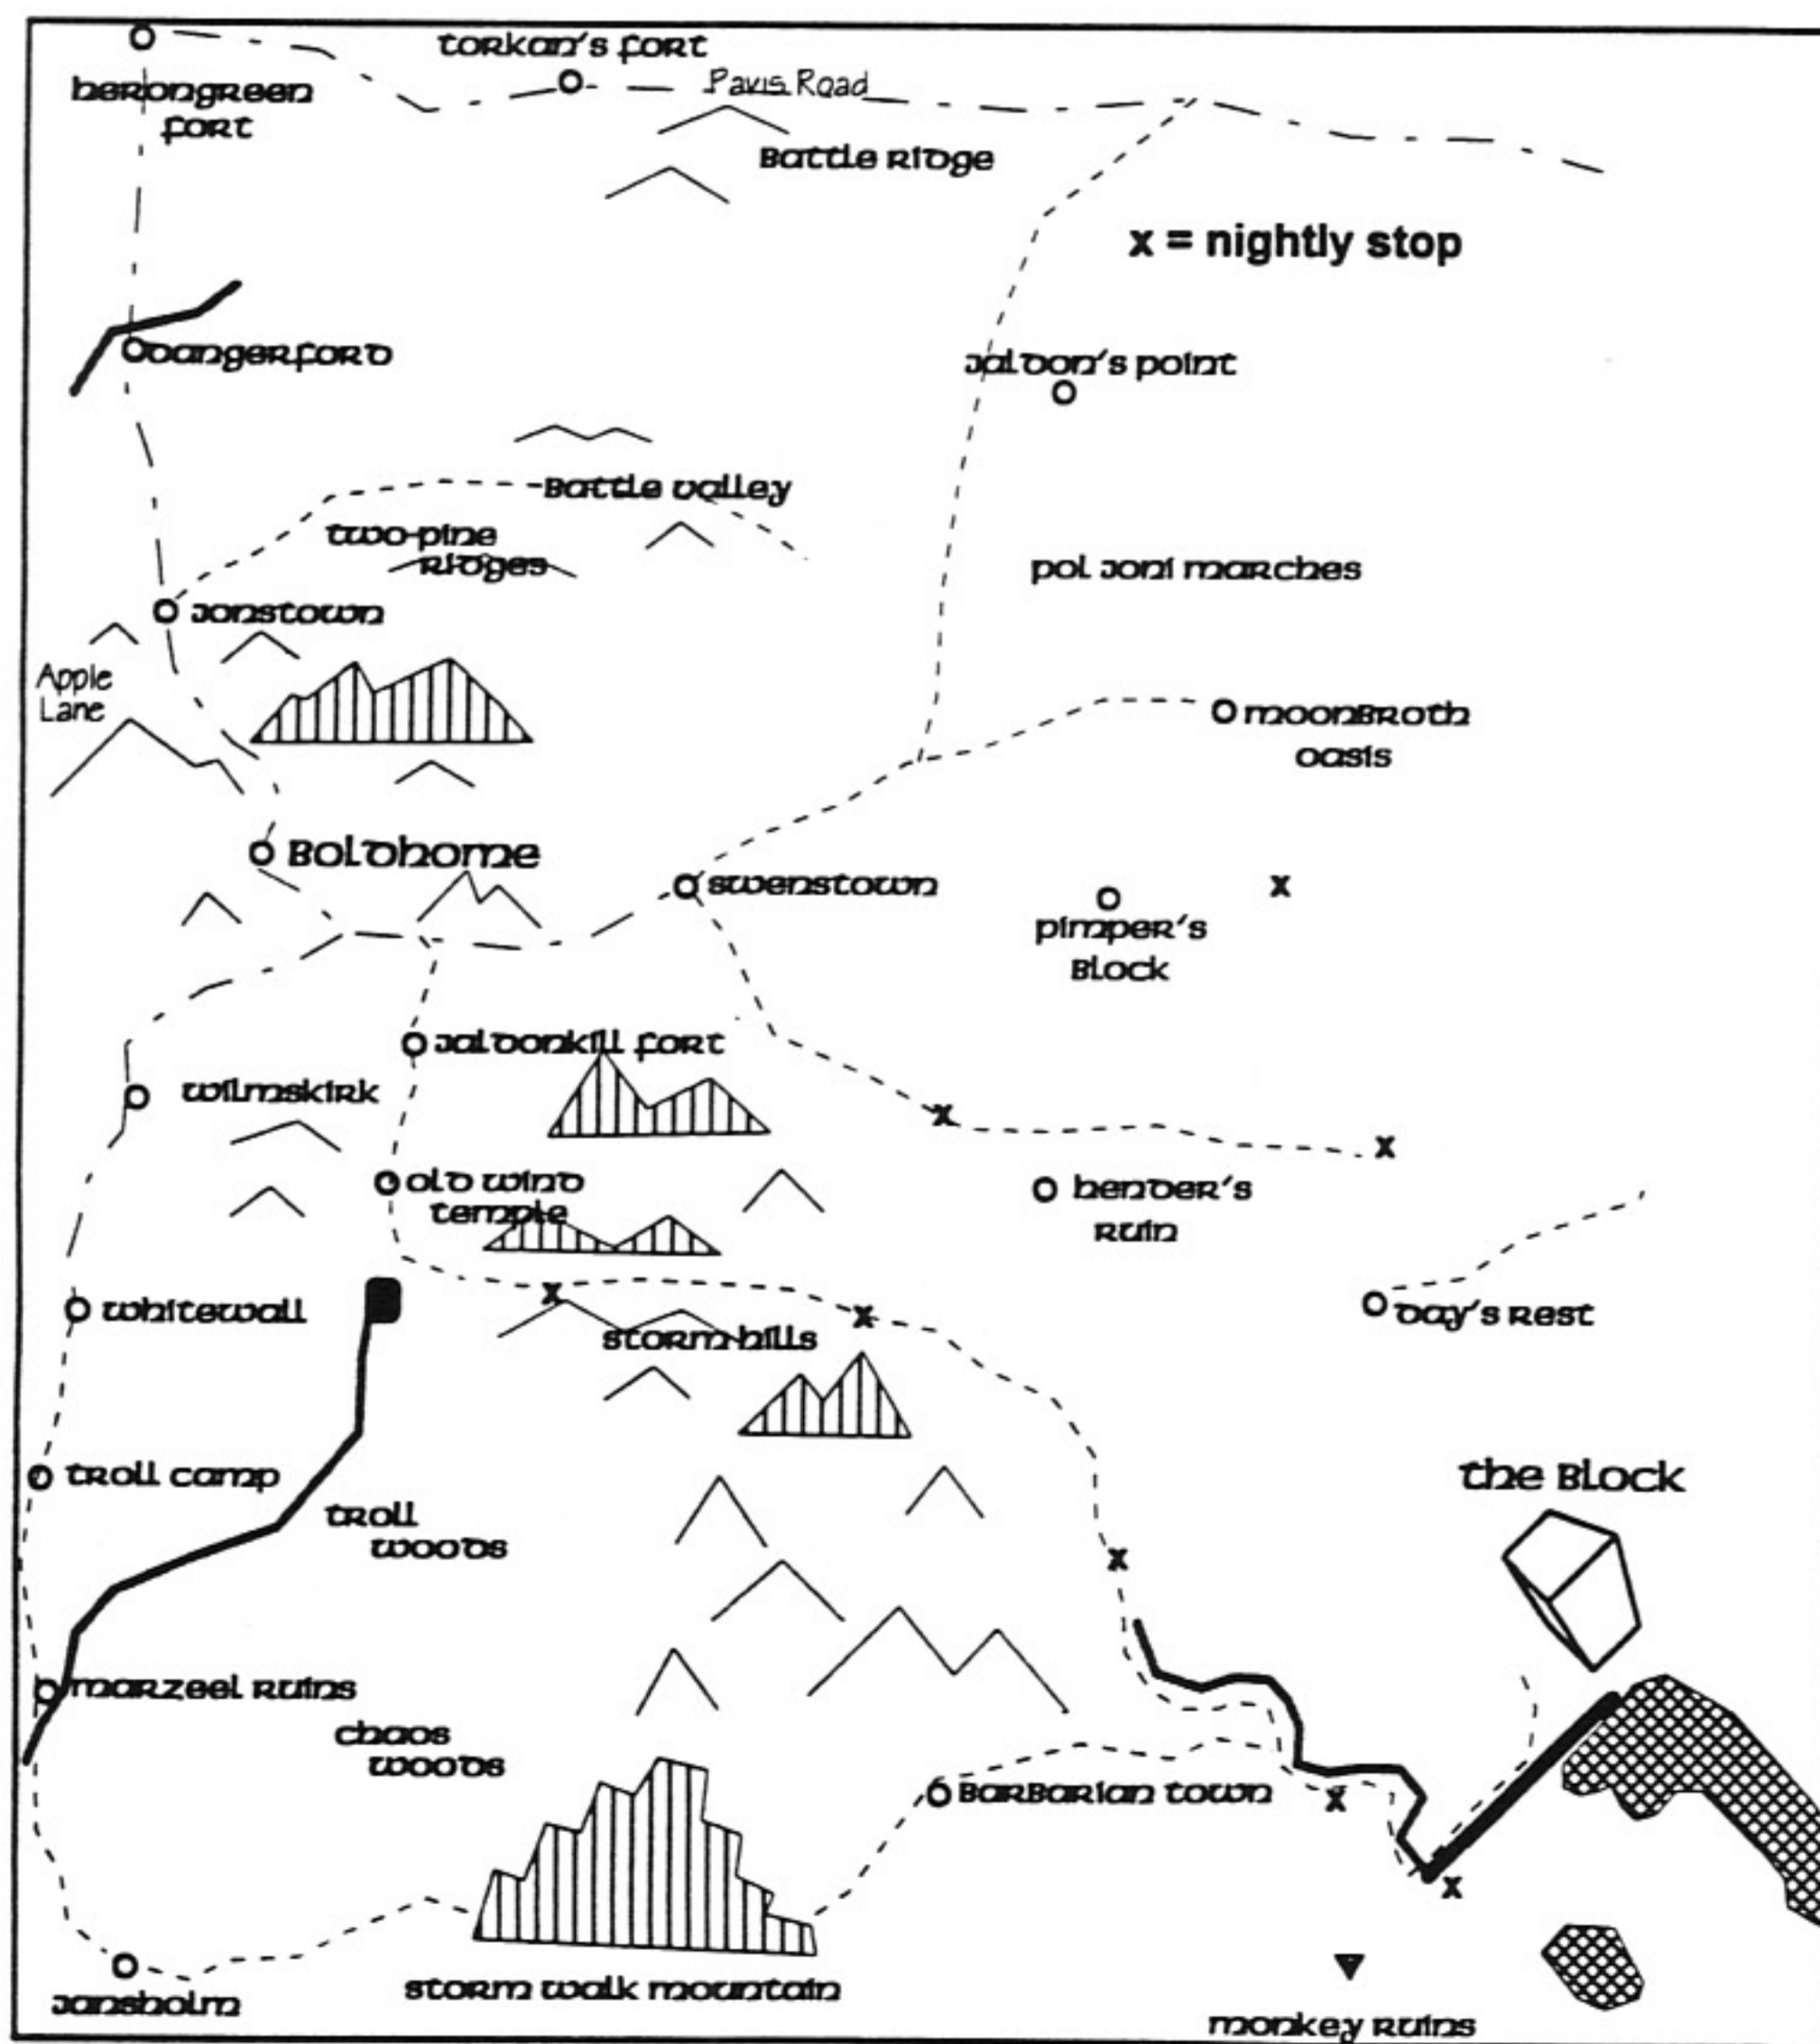 torkan's fort
Pavis Road
herongreen
fort
Battle Ridge
x = nightly stop
dangerford
jaldon's point
Battle valley
two-pine
Ridges
pol joni marches
jonstown
Apple
Lane
moonBroth
oasis
Boldhome
swenstown
x
pimper's
Block
jaldonkill fort
wilmskirk
x
x
old wind
temple
hender's
Ruin
x
whitewall
x
storm hills
day's Rest
troll camp
the Block
troll
woods
x
marzeel Ruins
chaos
woods
BarBarian town
x
x
storm walk mountain
jansholm
monkey Ruins